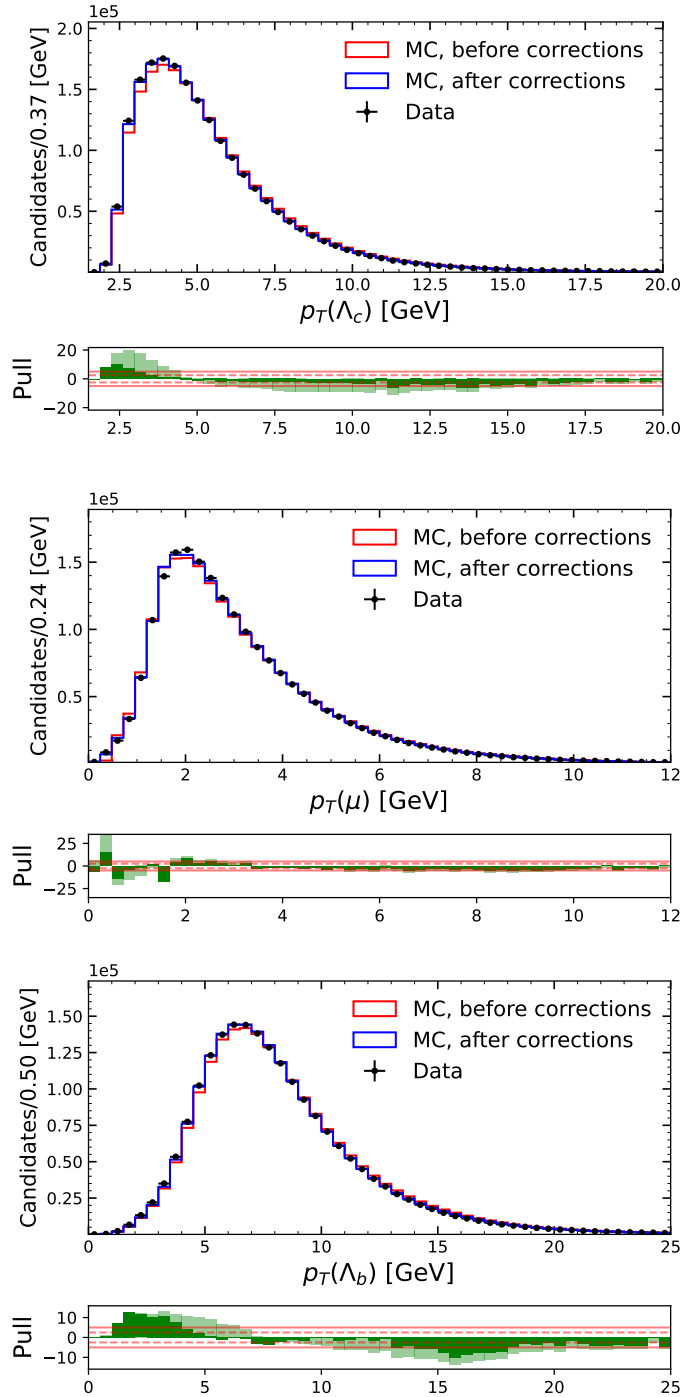 1e5
MC, before corrections
MC, after corrections
Data
Candidates/0.37 [GeV]
2.0
1.5
1.0
0.5
2.5 5.0 7.5 10.0 12.5 15.0 17.5 20.0
p_T(Λ_c) [GeV]
Pull
20
0
−20
2.5 5.0 7.5 10.0 12.5 15.0 17.5 20.0
1e5
MC, before corrections
MC, after corrections
Data
Candidates/0.24 [GeV]
1.5
1.0
0.5
0 2 4 6 8 10 12
p_T(μ) [GeV]
Pull
25
0
−25
0 2 4 6 8 10 12
1e5
MC, before corrections
MC, after corrections
Data
Candidates/0.50 [GeV]
1.50
1.25
1.00
0.75
0.50
0.25
0 5 10 15 20 25
p_T(Λ_b) [GeV]
Pull
10
0
−10
0 5 10 15 20 25